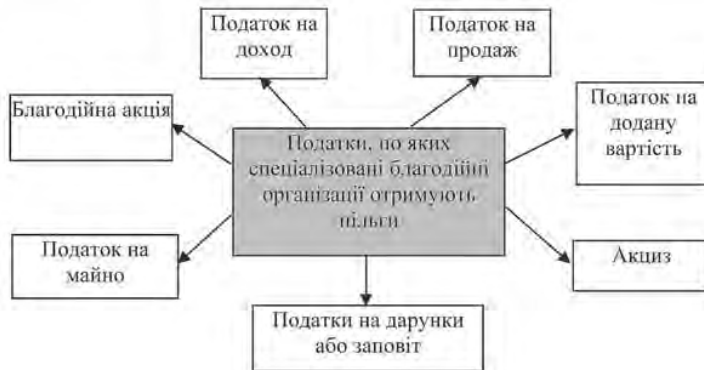 Податок на
доход
Податок на
продаж
Благодійна акція
Податок на
додану
вартість
Податки, по яких
спеціалізовані благодійні
організації отримують
пільги
Податок на
майно
Акциз
Податки на дарунки
або заповіт